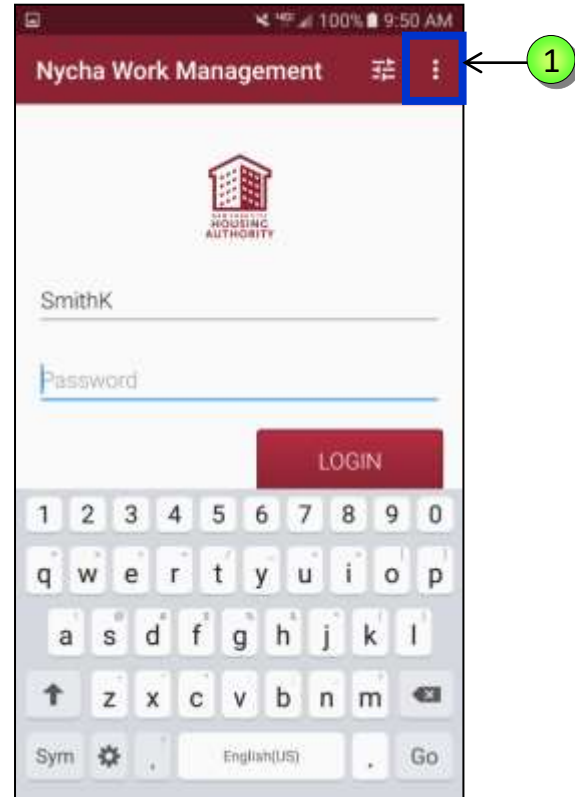 4GE 100% 9:50 AM
Nycha Work Management
1
HOUSING
AUTHORITY
SmithK
Password
LOGIN
1 2 3 4 5 6 7 8 9 0
q w e r t y u i o p
a s d f g h j k l
z x c v b n m
Sym , English(US) . Go